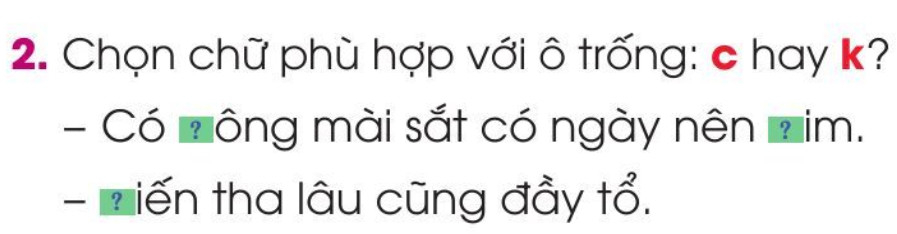 2. Chọn chữ phù hợp với ô trống: c hay k?
– Có ?ông mài sắt có ngày nên ?im.
– ?iến tha lâu cũng đầy tổ.